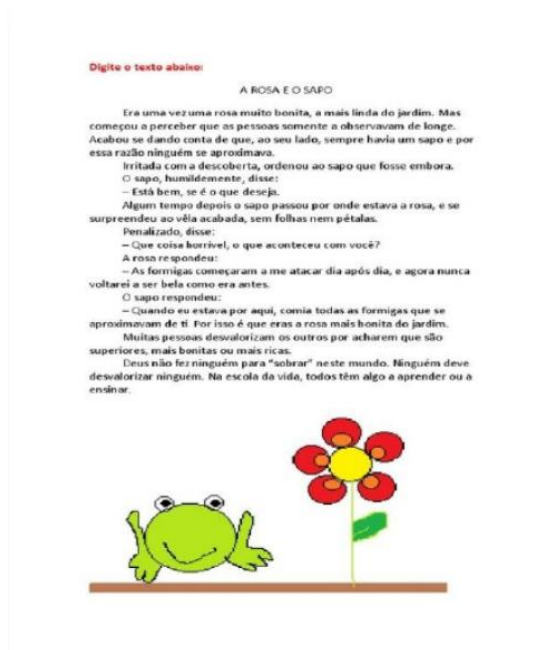 Digite o texto abaixo:
A ROSA E O SAPO
Era uma vez uma rosa muito bonita, a mais linda do jardim. Mas
começou a perceber que as pessoas somente a observavam de longe.
Acabou se dando conta de que, ao seu lado, sempre havia um sapo e por
essa razão ninguém se aproximava.
Irritada com a descoberta, ordenou ao sapo que fosse embora.
O sapo, humildemente, disse:
– Está bem, se é o que deseja.
Algum tempo depois o sapo passou por onde estava a rosa, e se
surpreendeu ao vêla acabada, sem folhas nem pétalas.
Penalizado, disse:
– Que coisa horrível, o que aconteceu com você?
A rosa respondeu:
– As formigas começaram a me atacar dia após dia, e agora nunca
voltarei a ser bela como era antes.
O sapo respondeu:
– Quando eu estava por aqui, comia todas as formigas que se
aproximavam de ti. Por isso é que eras a rosa mais bonita do jardim.
Muitas pessoas desvalorizam os outros por acharem que são
superiores, mais bonitas ou mais ricas.
Deus não fez ninguém para "sobrar" neste mundo. Ninguém deve
desvalorizar ninguém. Na escola da vida, todos têm algo a aprender ou a
ensinar.